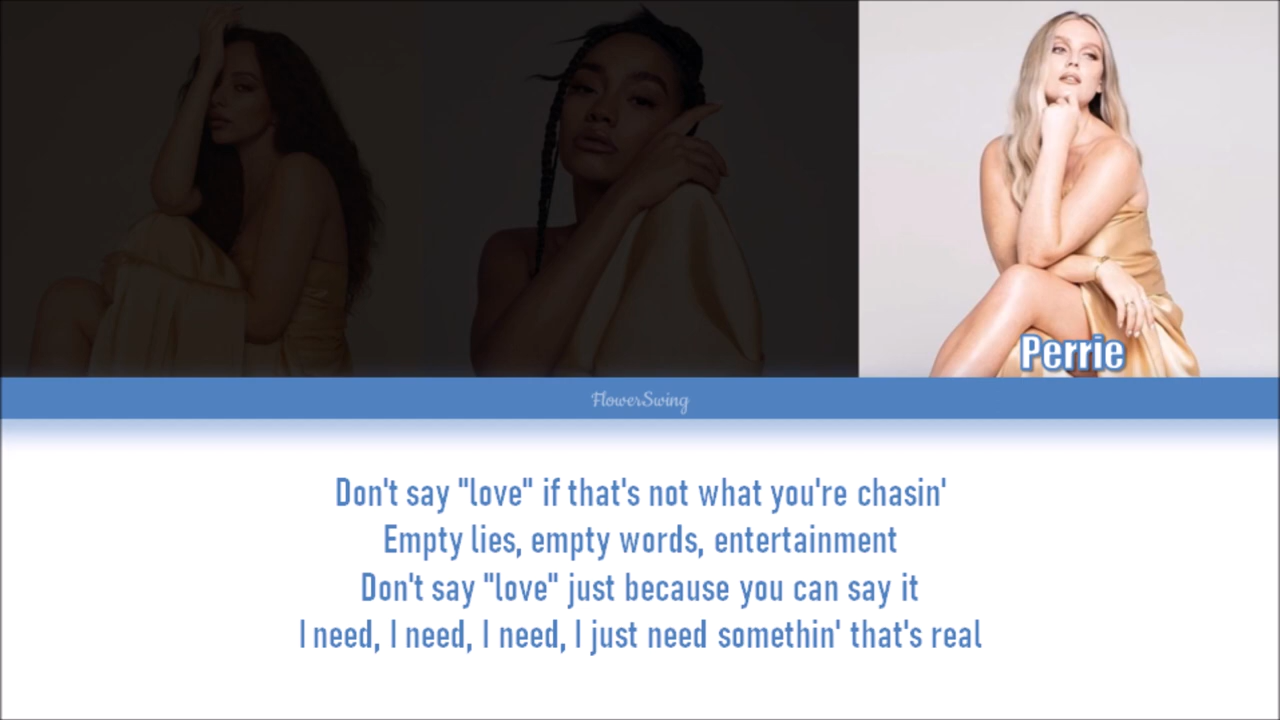 Perrie
FlowerSwing
Don't say "love" if that's not what you're chasin'
Empty lies, empty words, entertainment
Don't say "love" just because you can say it
I need, I need, I need, I just need somethin' that's real